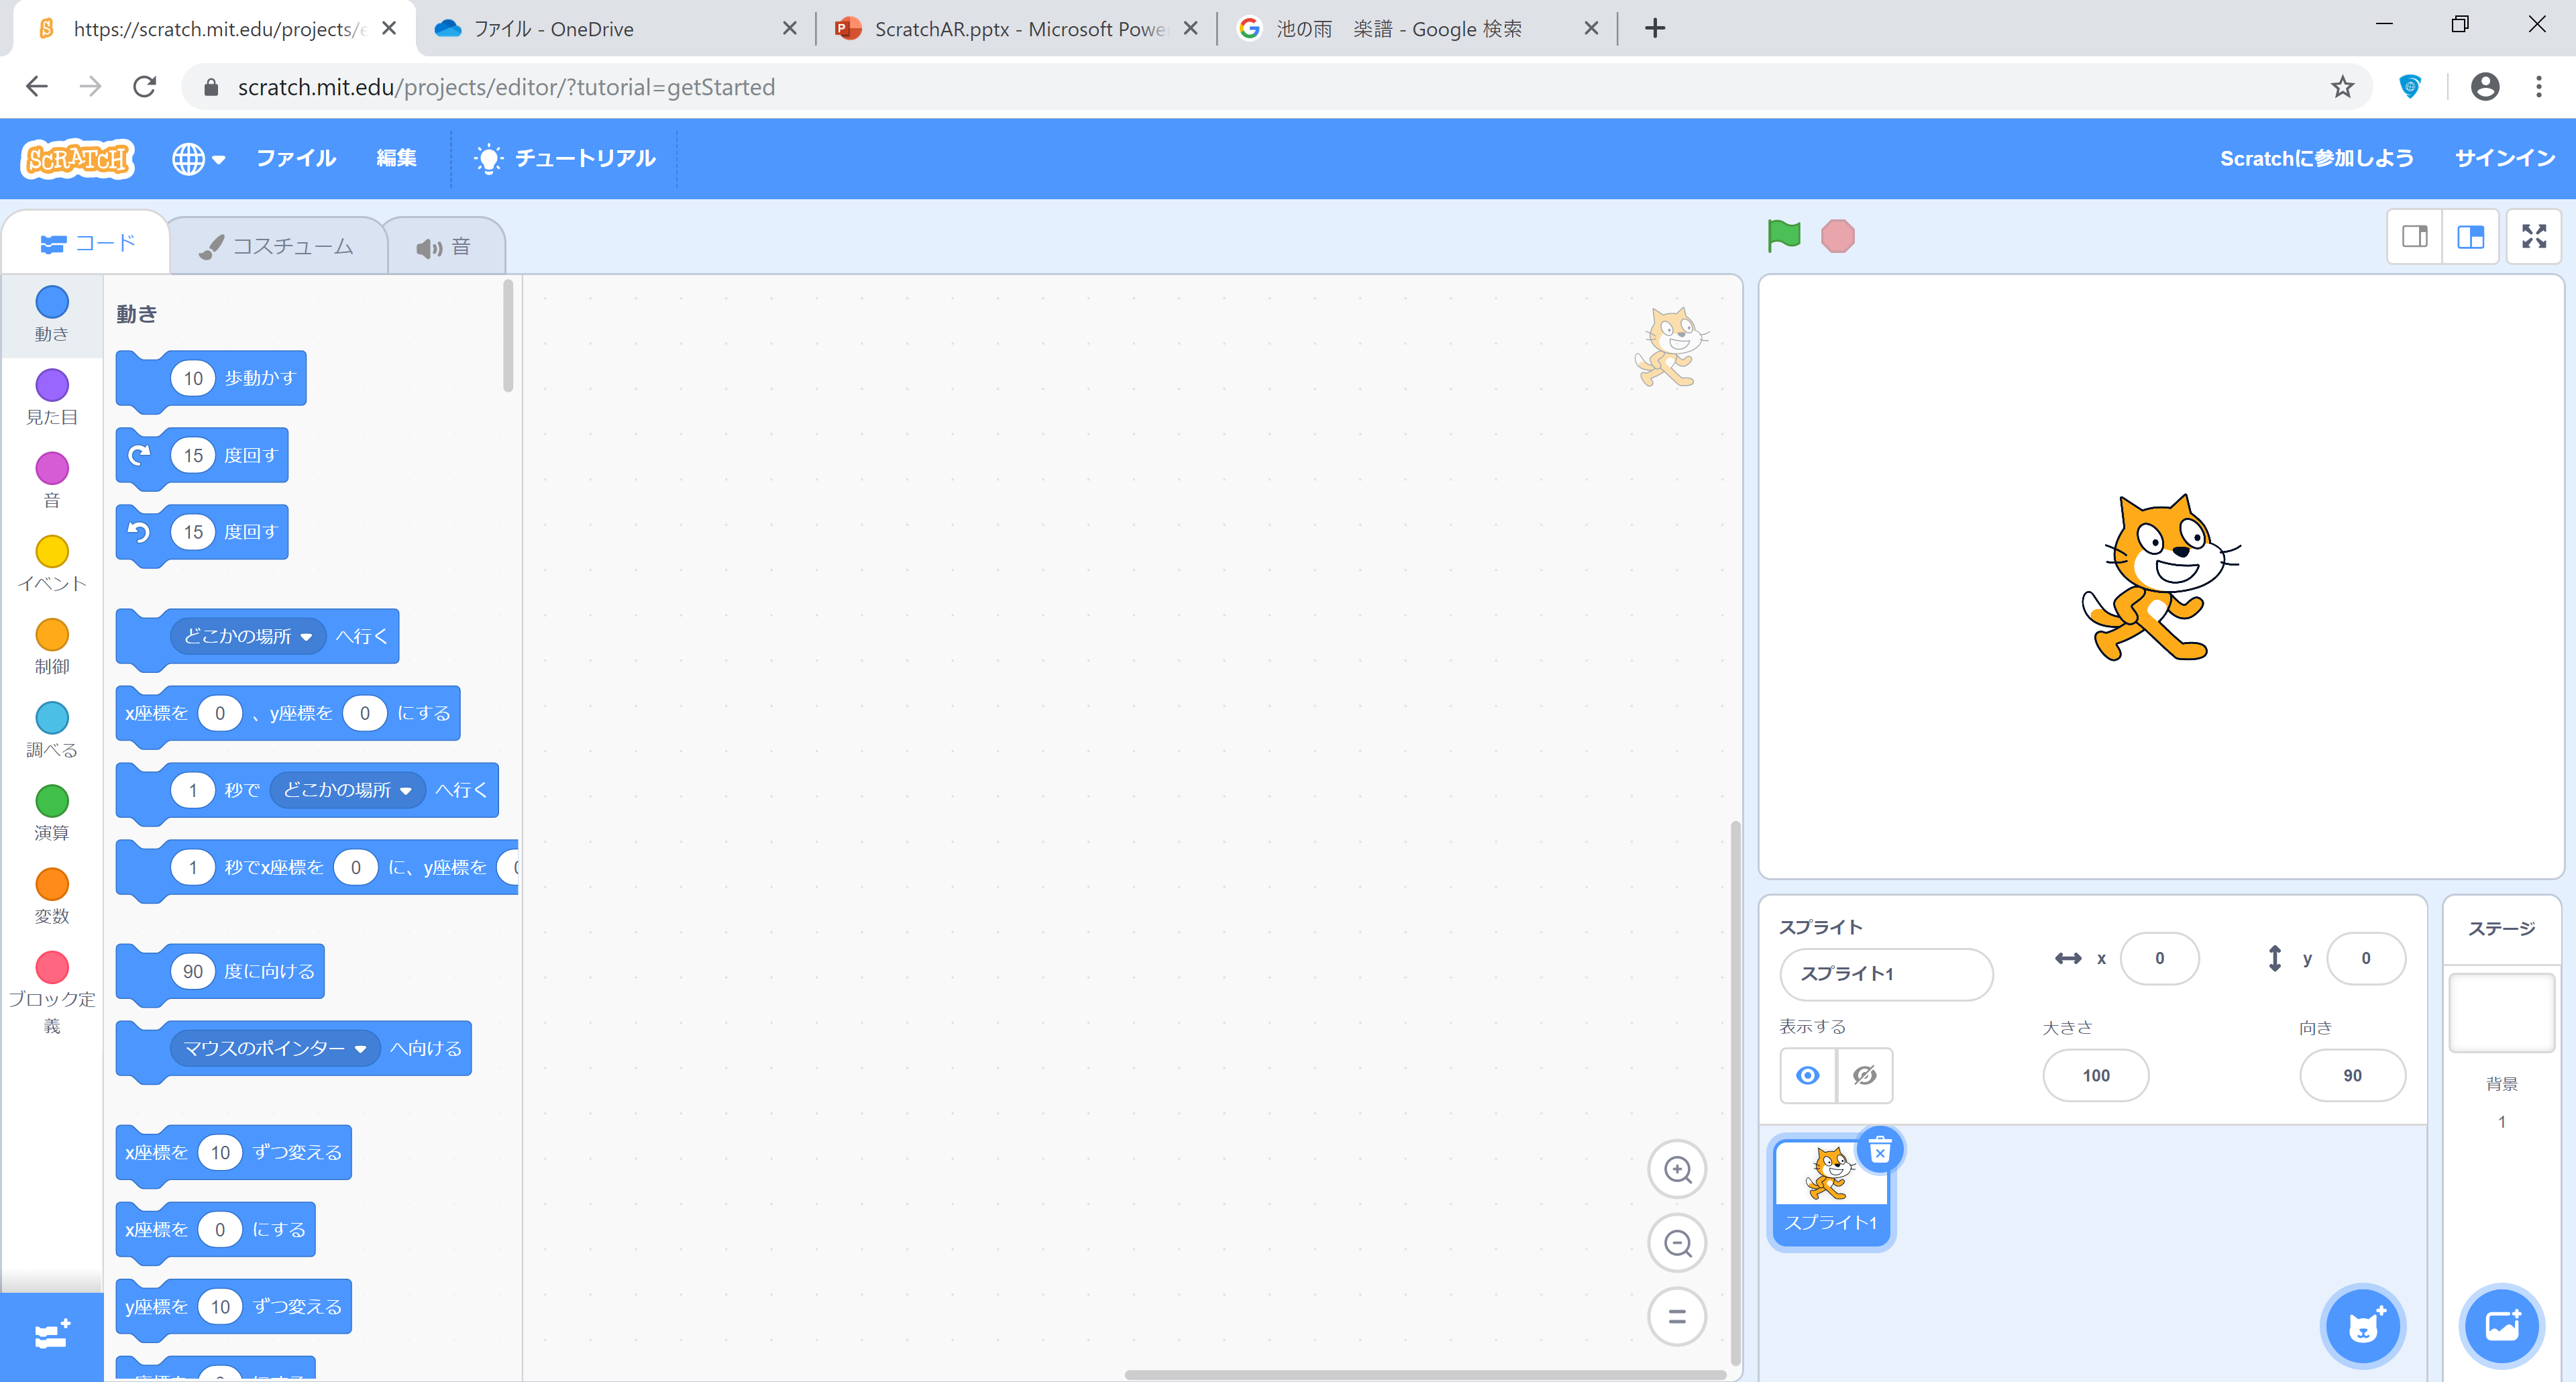 https://scratch.mit.edu/projects/e
ファイル - OneDrive
ScratchAR.pptx - Microsoft Powe
池の雨　楽譜 - Google 検索
scratch.mit.edu/projects/editor/?tutorial=getStarted
SCRATCH
ファイル
編集
チュートリアル
Scratchに参加しよう
サインイン
コード
コスチューム
音
動き
見た目
音
イベント
制御
調べる
演算
変数
ブロック定
義
動き
10 歩動かす
15 度回す
15 度回す
どこかの場所 へ行く
x座標を 0 、y座標を 0 にする
1 秒で どこかの場所 へ行く
1 秒でx座標を 0 に、y座標を
90 度に向ける
マウスのポインター へ向ける
x座標を 10 ずつ変える
x座標を 0 にする
y座標を 10 ずつ変える
スプライト
スプライト1
x 0
y 0
表示する
大きさ
100
向き
90
スプライト1
ステージ
背景
1